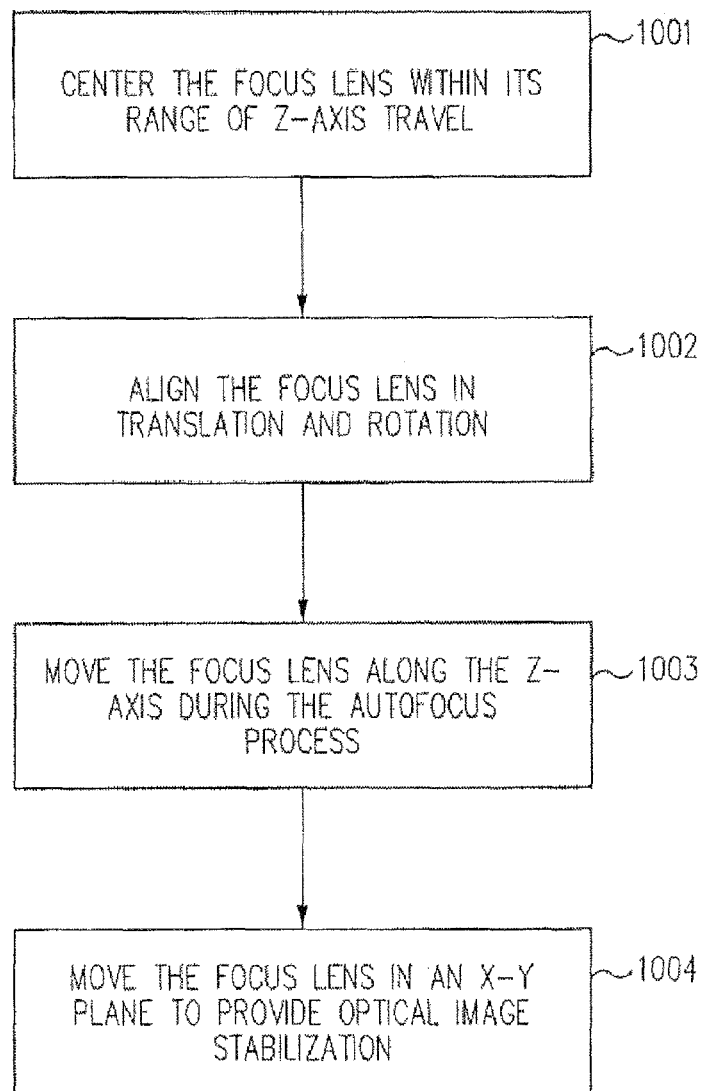 1001
CENTER THE FOCUS LENS WITHIN ITS
RANGE OF Z-AXIS TRAVEL
1002
ALIGN THE FOCUS LENS IN
TRANSLATION AND ROTATION
MOVE THE FOCUS LENS ALONG THE Z-
1003
AXIS DURING THE AUTOFOCUS
PROCESS
MOVE THE FOCUS LENS IN AN X-Y
1004
PLANE TO PROVIDE OPTICAL IMAGE
STABILIZATION